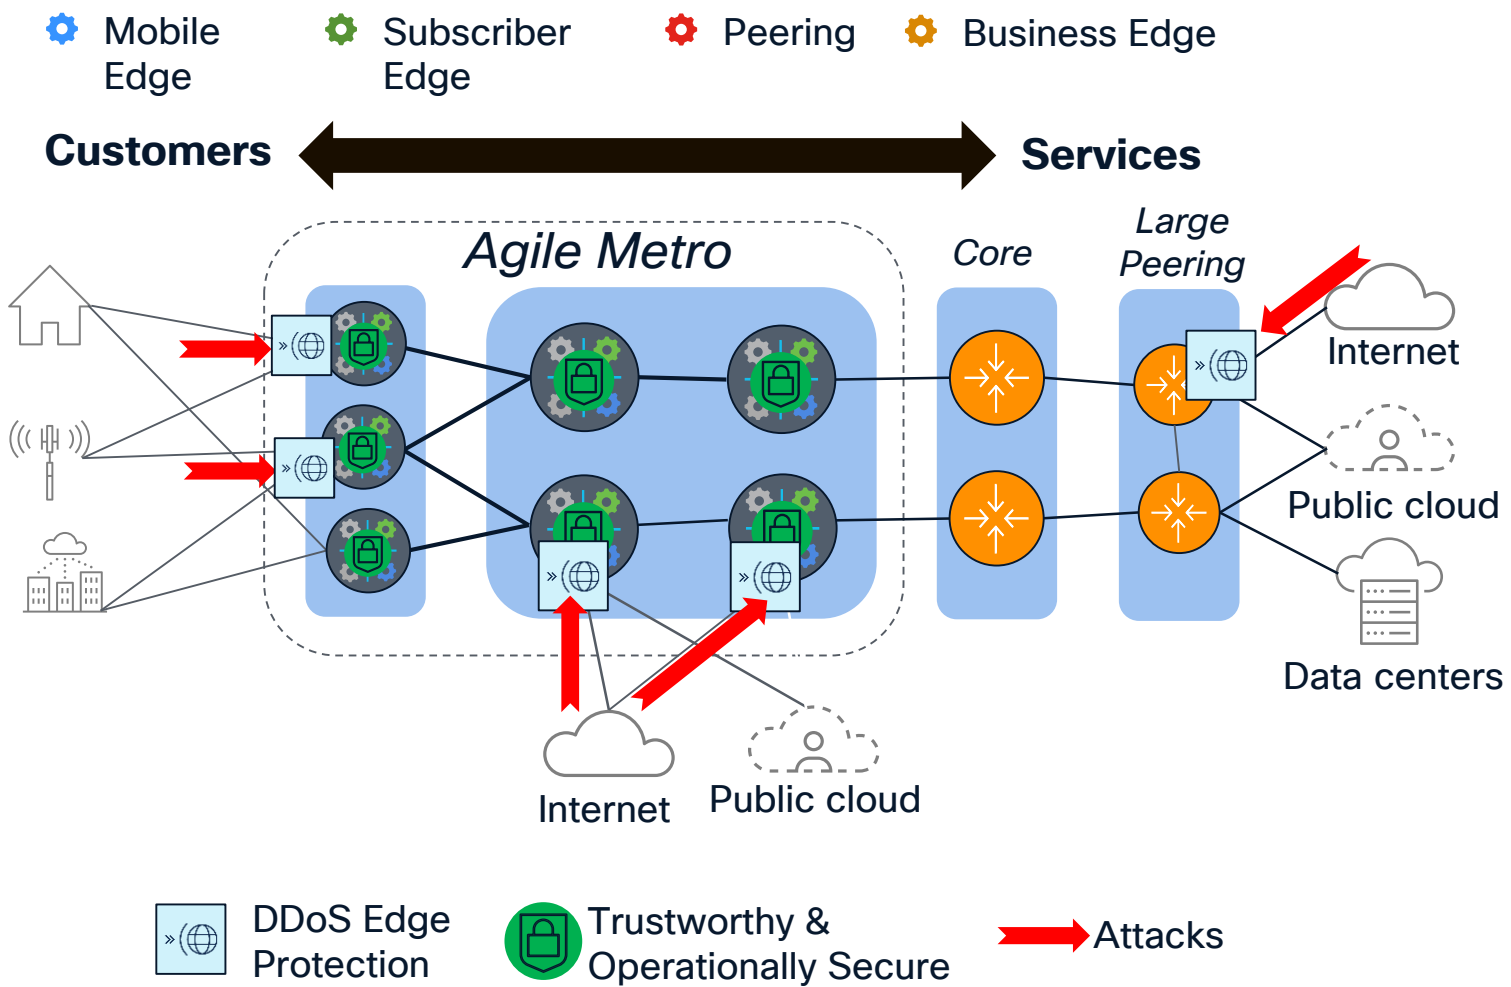 Mobile
Edge
Subscriber
Edge
Peering
Business Edge
Customers
Services
Agile Metro
Core
Large
Peering
Internet
Public cloud
Data centers
Internet
Public cloud
DDoS Edge
Protection
Trustworthy &
Operationally Secure
Attacks